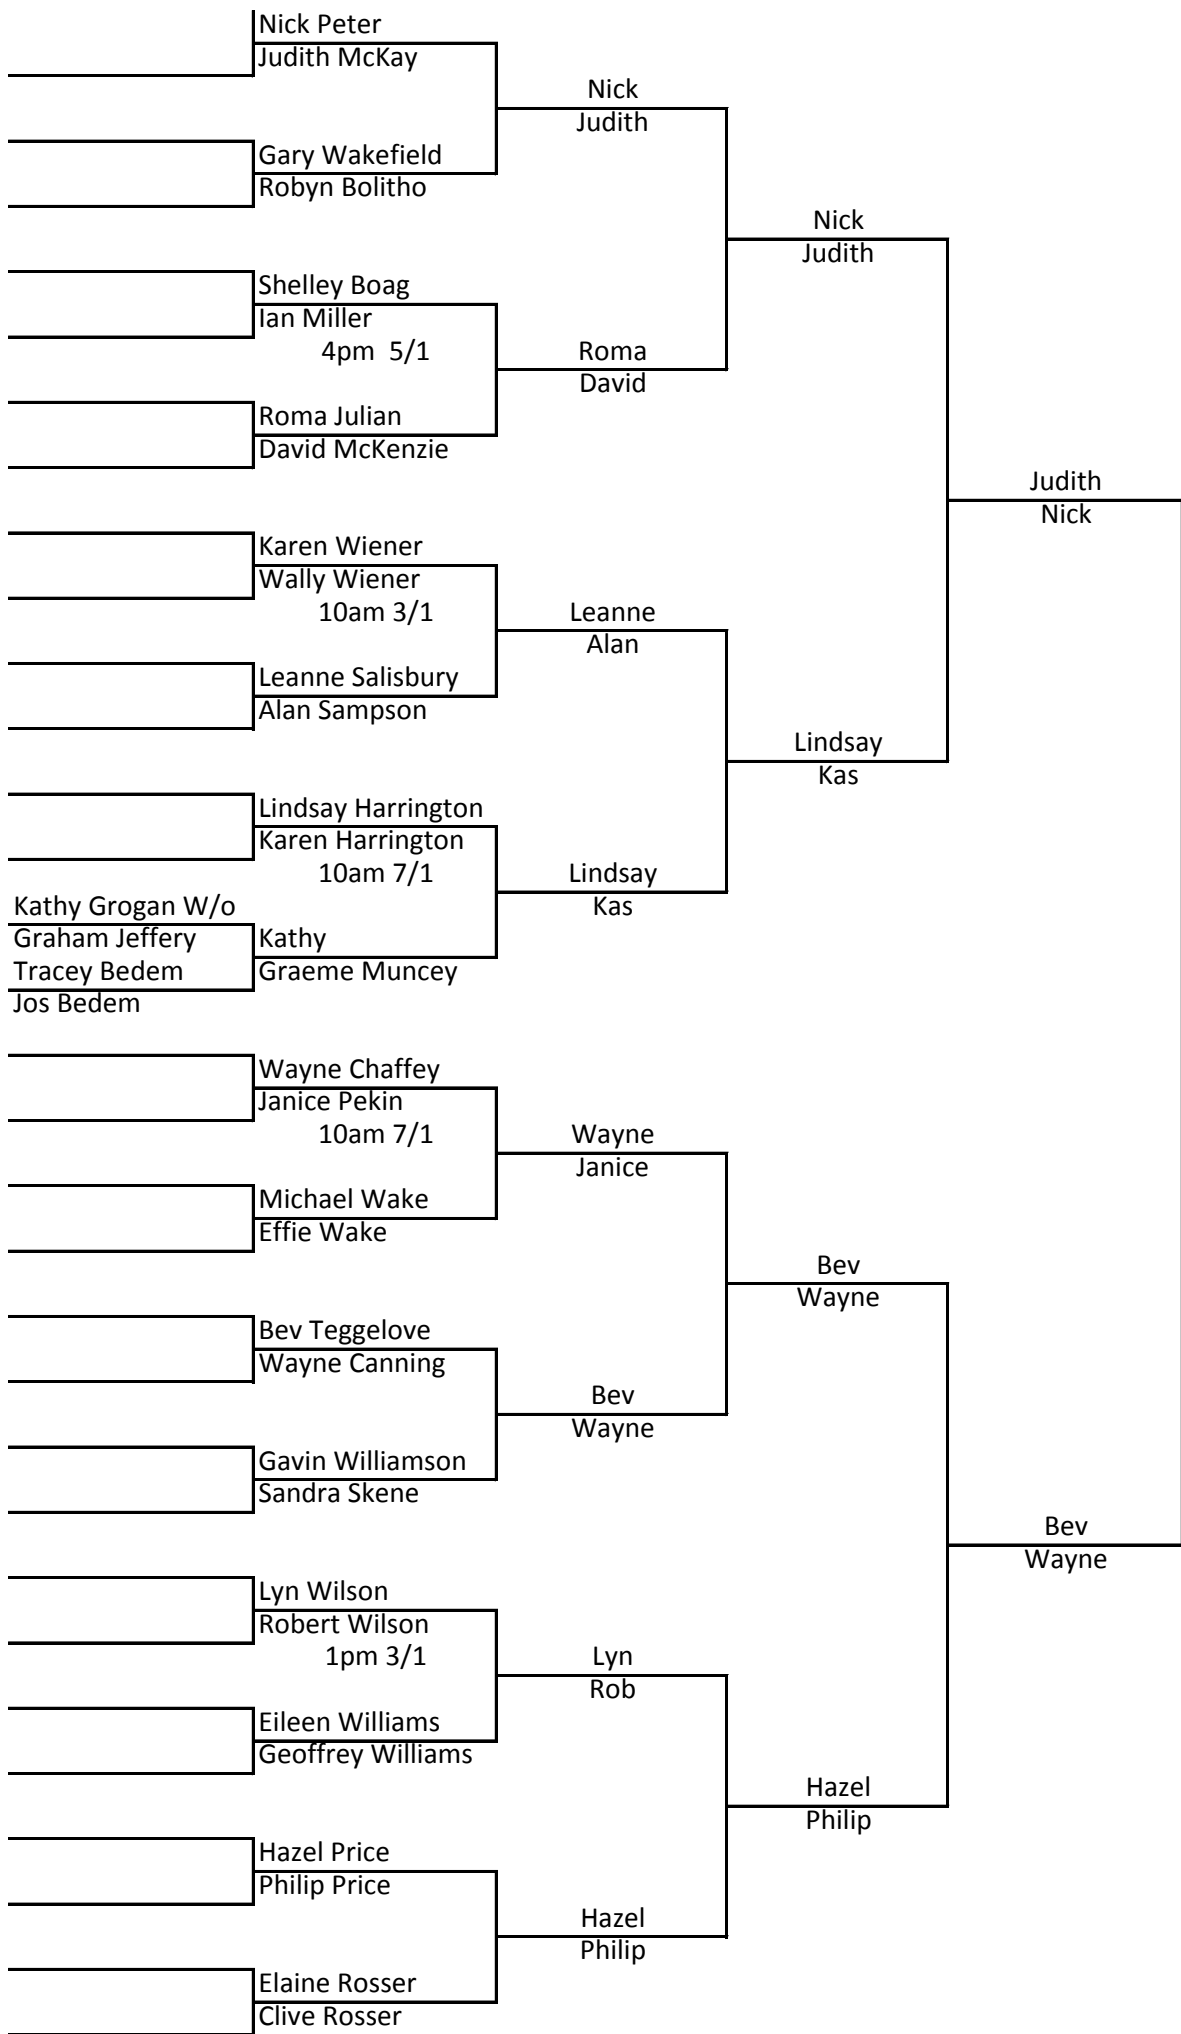 Nick Peter
Judith McKay
Nick
Judith
Gary Wakefield
Robyn Bolitho
Nick
Judith
Shelley Boag
Ian Miller
4pm 5/1
Roma
David
Roma Julian
David McKenzie
Judith
Nick
Karen Wiener
Wally Wiener
10am 3/1
Leanne
Alan
Leanne Salisbury
Alan Sampson
Lindsay
Kas
Lindsay Harrington
Karen Harrington
10am 7/1
Lindsay
Kas
Kathy Grogan W/o
Graham Jeffery
Kathy
Tracey Bedem
Graeme Muncey
Jos Bedem
Wayne Chaffey
Janice Pekin
10am 7/1
Wayne
Janice
Michael Wake
Effie Wake
Bev
Wayne
Bev Teggelove
Wayne Canning
Bev
Wayne
Gavin Williamson
Sandra Skene
Bev
Wayne
Lyn Wilson
Robert Wilson
1pm 3/1
Lyn
Rob
Eileen Williams
Geoffrey Williams
Hazel
Philip
Hazel Price
Philip Price
Hazel
Philip
Elaine Rosser
Clive Rosser